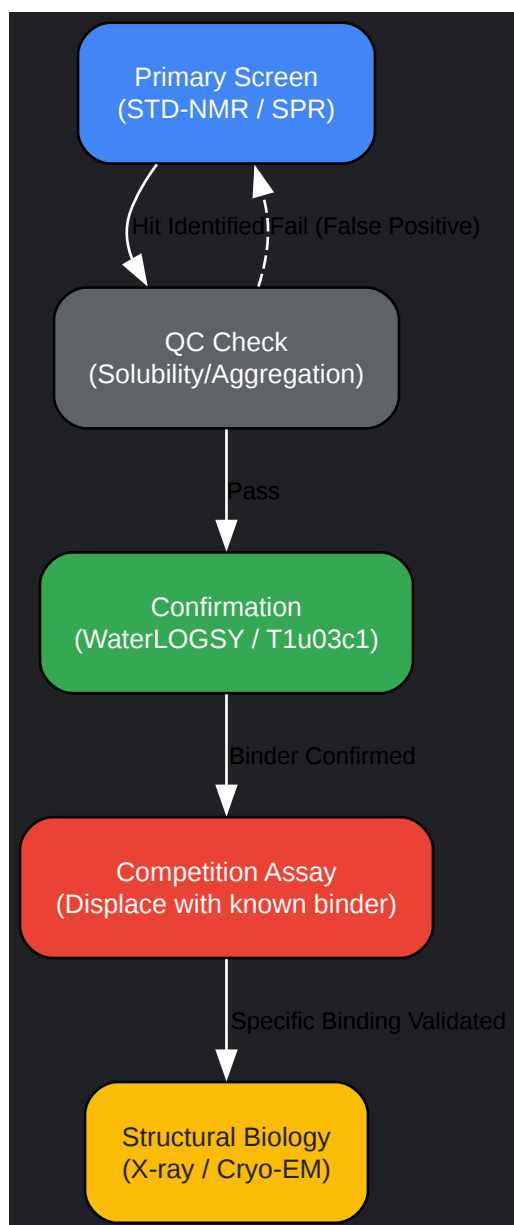 Primary Screen
(STD-NMR / SPR)
Hit Identified
Fail (False Positive)
QC Check
(Solubility/Aggregation)
Pass
Confirmation
(WaterLOGSY / T1u03c1)
Binder Confirmed
Competition Assay
(Displace with known binder)
Specific Binding Validated
Structural Biology
(X-ray / Cryo-EM)